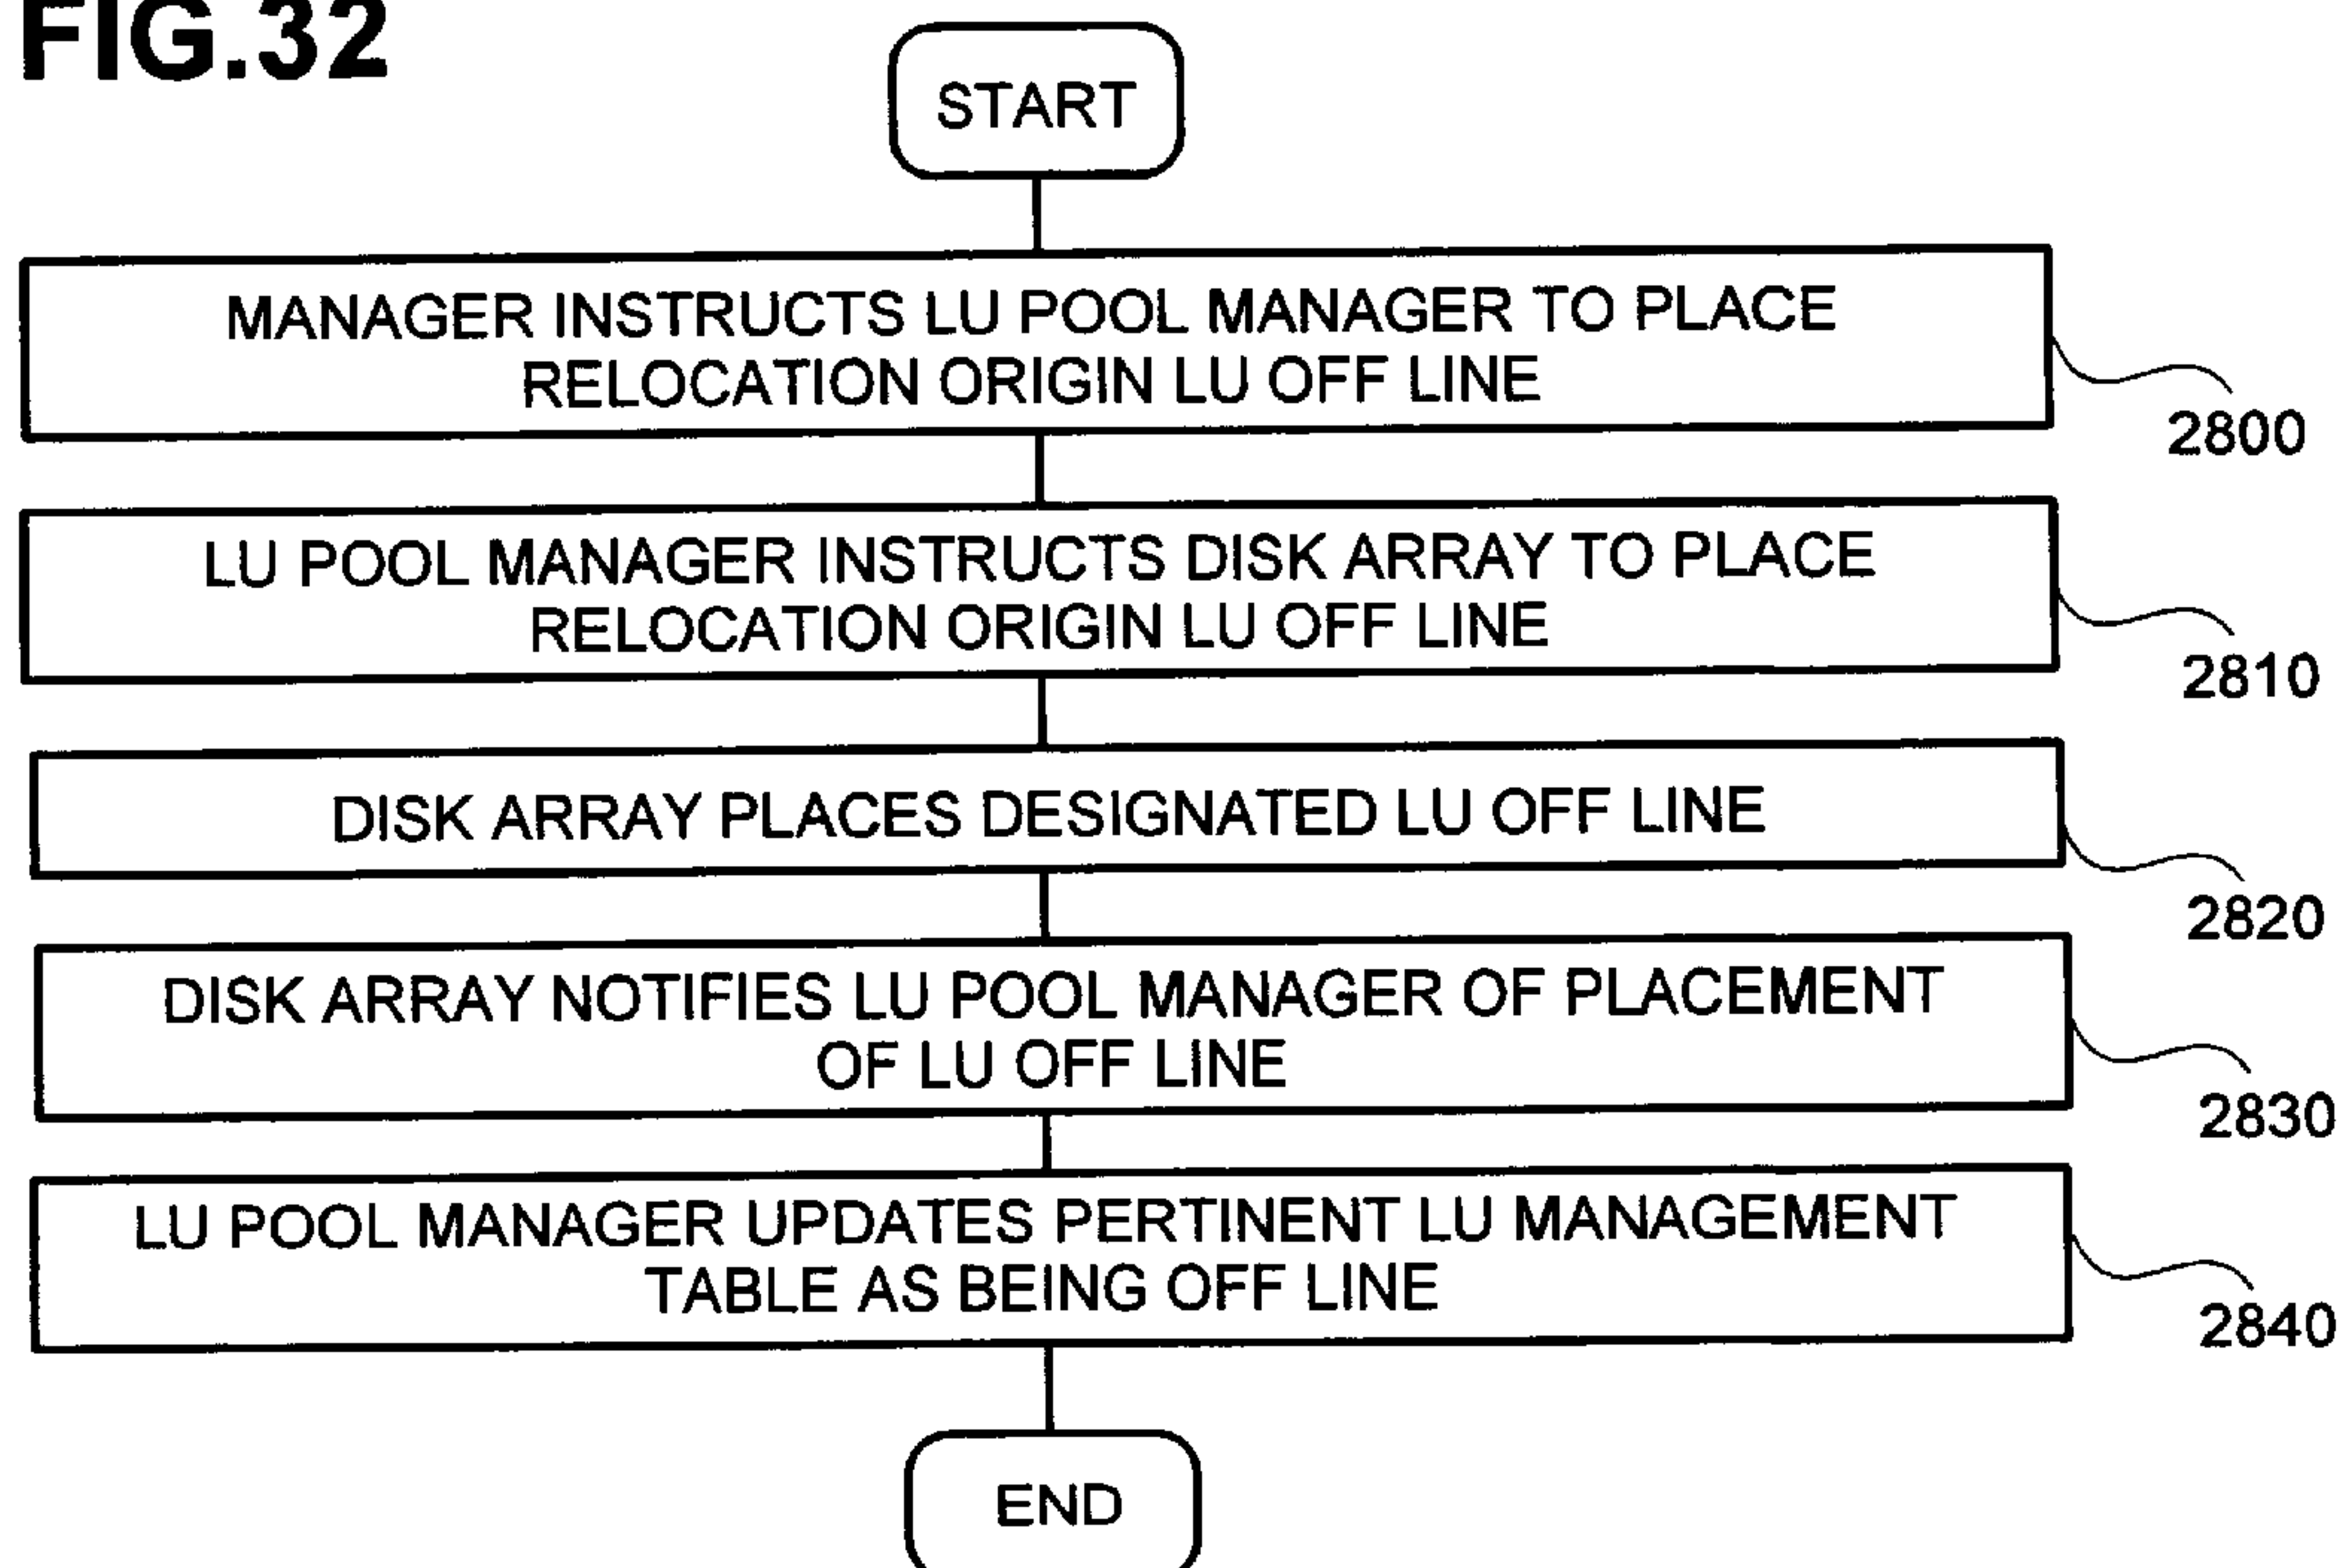 FIG.32
START
MANAGER INSTRUCTS LU POOL MANAGER TO PLACE
RELOCATION ORIGIN LU OFF LINE
2800
LU POOL MANAGER INSTRUCTS DISK ARRAY TO PLACE
RELOCATION ORIGIN LU OFF LINE
2810
DISK ARRAY PLACES DESIGNATED LU OFF LINE
2820
DISK ARRAY NOTIFIES LU POOL MANAGER OF PLACEMENT
OF LU OFF LINE
2830
LU POOL MANAGER UPDATES PERTINENT LU MANAGEMENT
TABLE AS BEING OFF LINE
2840
END